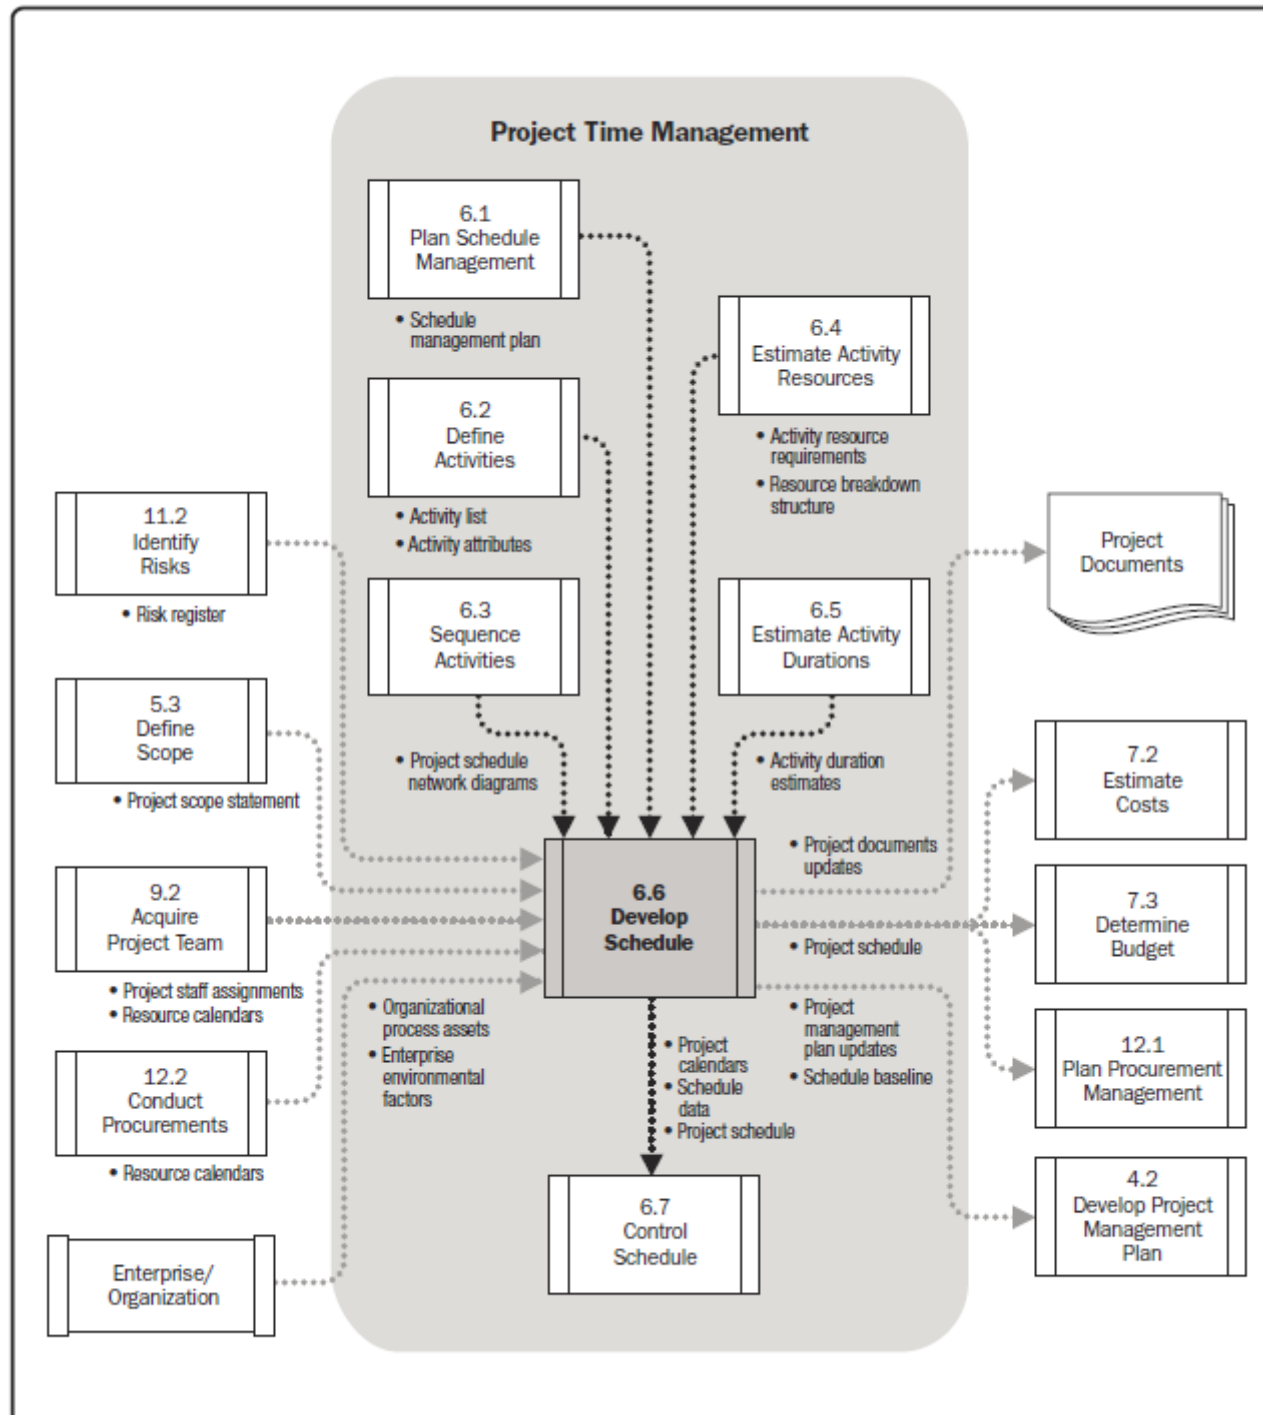 Project Time Management
6.1
Plan Schedule
Management
• Schedule
management plan
6.4
Estimate Activity
Resources
• Activity resource
requirements
• Resource breakdown
structure
6.2
Define
Activities
• Activity list
• Activity attributes
11.2
Identify
Risks
• Risk register
Project
Documents
6.3
Sequence
Activities
6.5
Estimate Activity
Durations
5.3
Define
Scope
• Project scope statement
• Project schedule
network diagrams
• Activity duration
estimates
7.2
Estimate
Costs
• Project documents
updates
9.2
Acquire
Project Team
• Project staff assignments
• Resource calendars
6.6
Develop
Schedule
• Project schedule
7.3
Determine
Budget
• Organizational
process assets
• Enterprise
environmental
factors
• Project
calendars
• Schedule
data
• Project schedule
• Project
management
plan updates
• Schedule baseline
12.1
Plan Procurement
Management
12.2
Conduct
Procurements
• Resource calendars
6.7
Control
Schedule
4.2
Develop Project
Management
Plan
Enterprise/
Organization